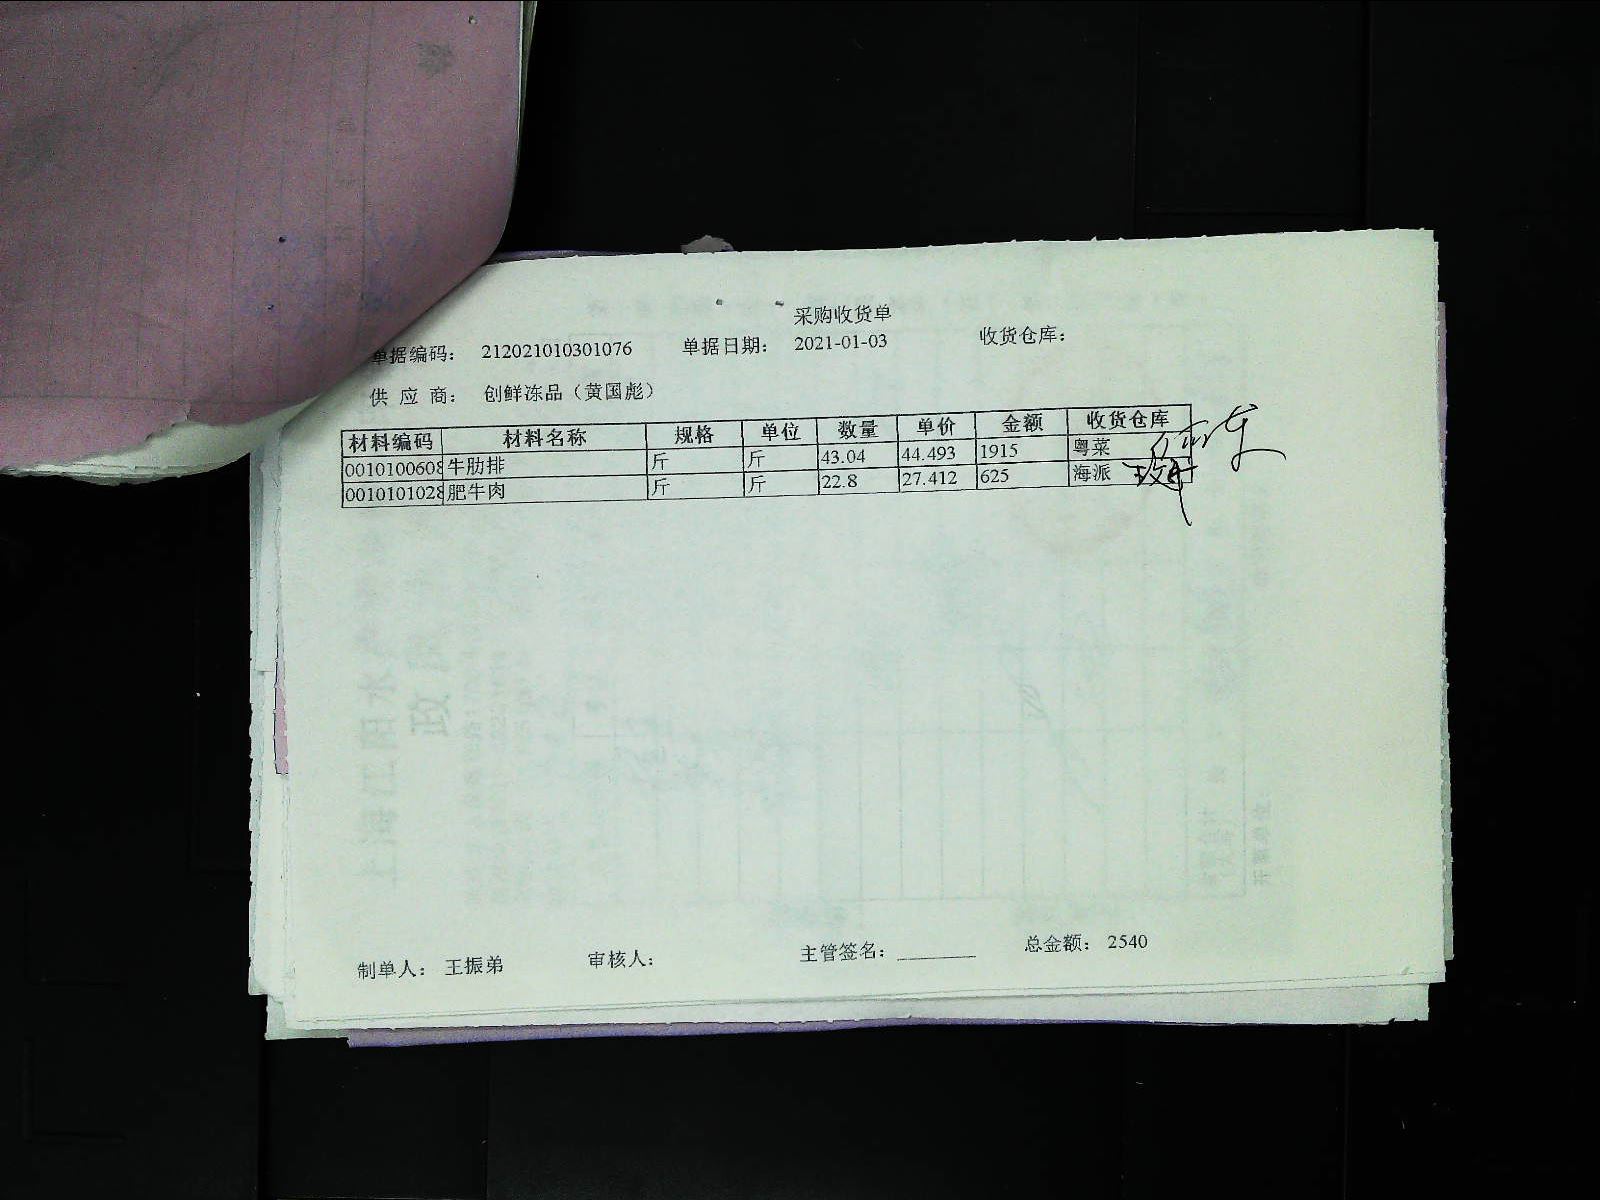 采购收货单
单据编码： 212021010301076 单据日期： 2021-01-03 收货仓库：
供 应 商： 创鲜冻品（黄国彪）
材料编码 材料名称 规格 单位 数量 单价 金额 收货仓库
0010100608 牛肋排 斤 斤 43.04 44.493 1915 粤菜
0010101028 肥牛肉 斤 斤 22.8 27.412 625 海派
制单人： 王振弟 审核人： 主管签名： 总金额： 2540